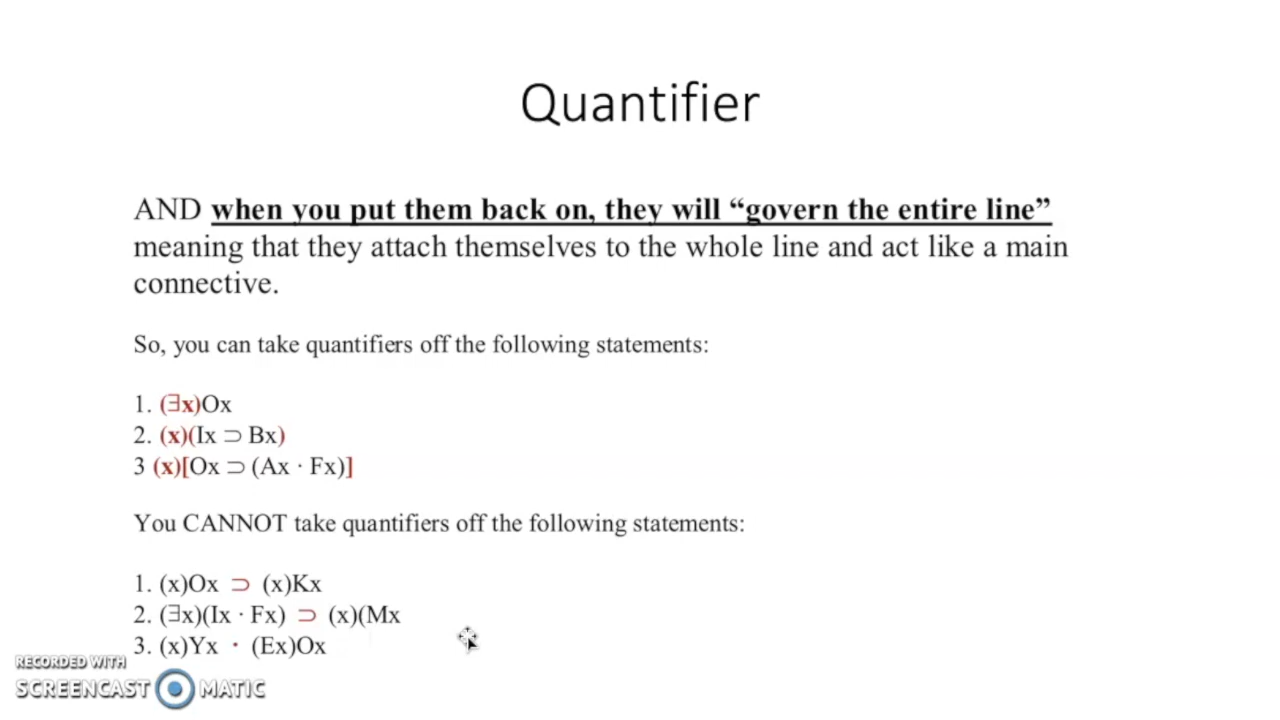 Quantifier
AND when you put them back on, they will “govern the entire line”
meaning that they attach themselves to the whole line and act like a main
connective.
So, you can take quantifiers off the following statements:
1. (∃x)Ox
2. (x)(Ix ⊃ Bx)
3 (x)[Ox ⊃ (Ax · Fx)]
You CANNOT take quantifiers off the following statements:
1. (x)Ox ⊃ (x)Kx
2. (∃x)(Ix · Fx) ⊃ (x)(Mx
3. (x)Yx · (Ex)Ox
RECORDED WITH
SCREENCAST MATIC